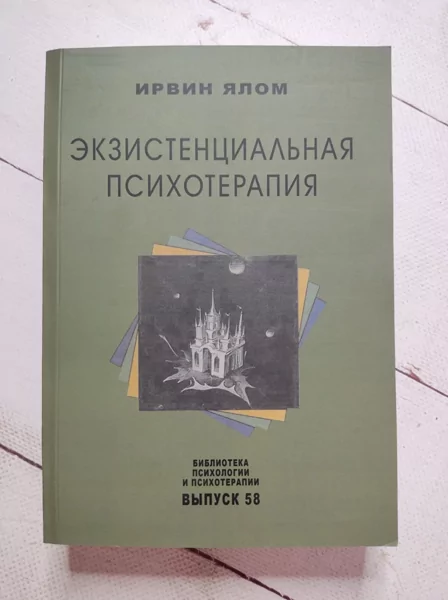 ИРВИН ЯЛОМ
ЭКЗИСТЕНЦИАЛЬНАЯ
ПСИХОТЕРАПИЯ
БИБЛИОТЕКА
ПСИХОЛОГИИ
И ПСИХОТЕРАПИИ
ВЫПУСК 58